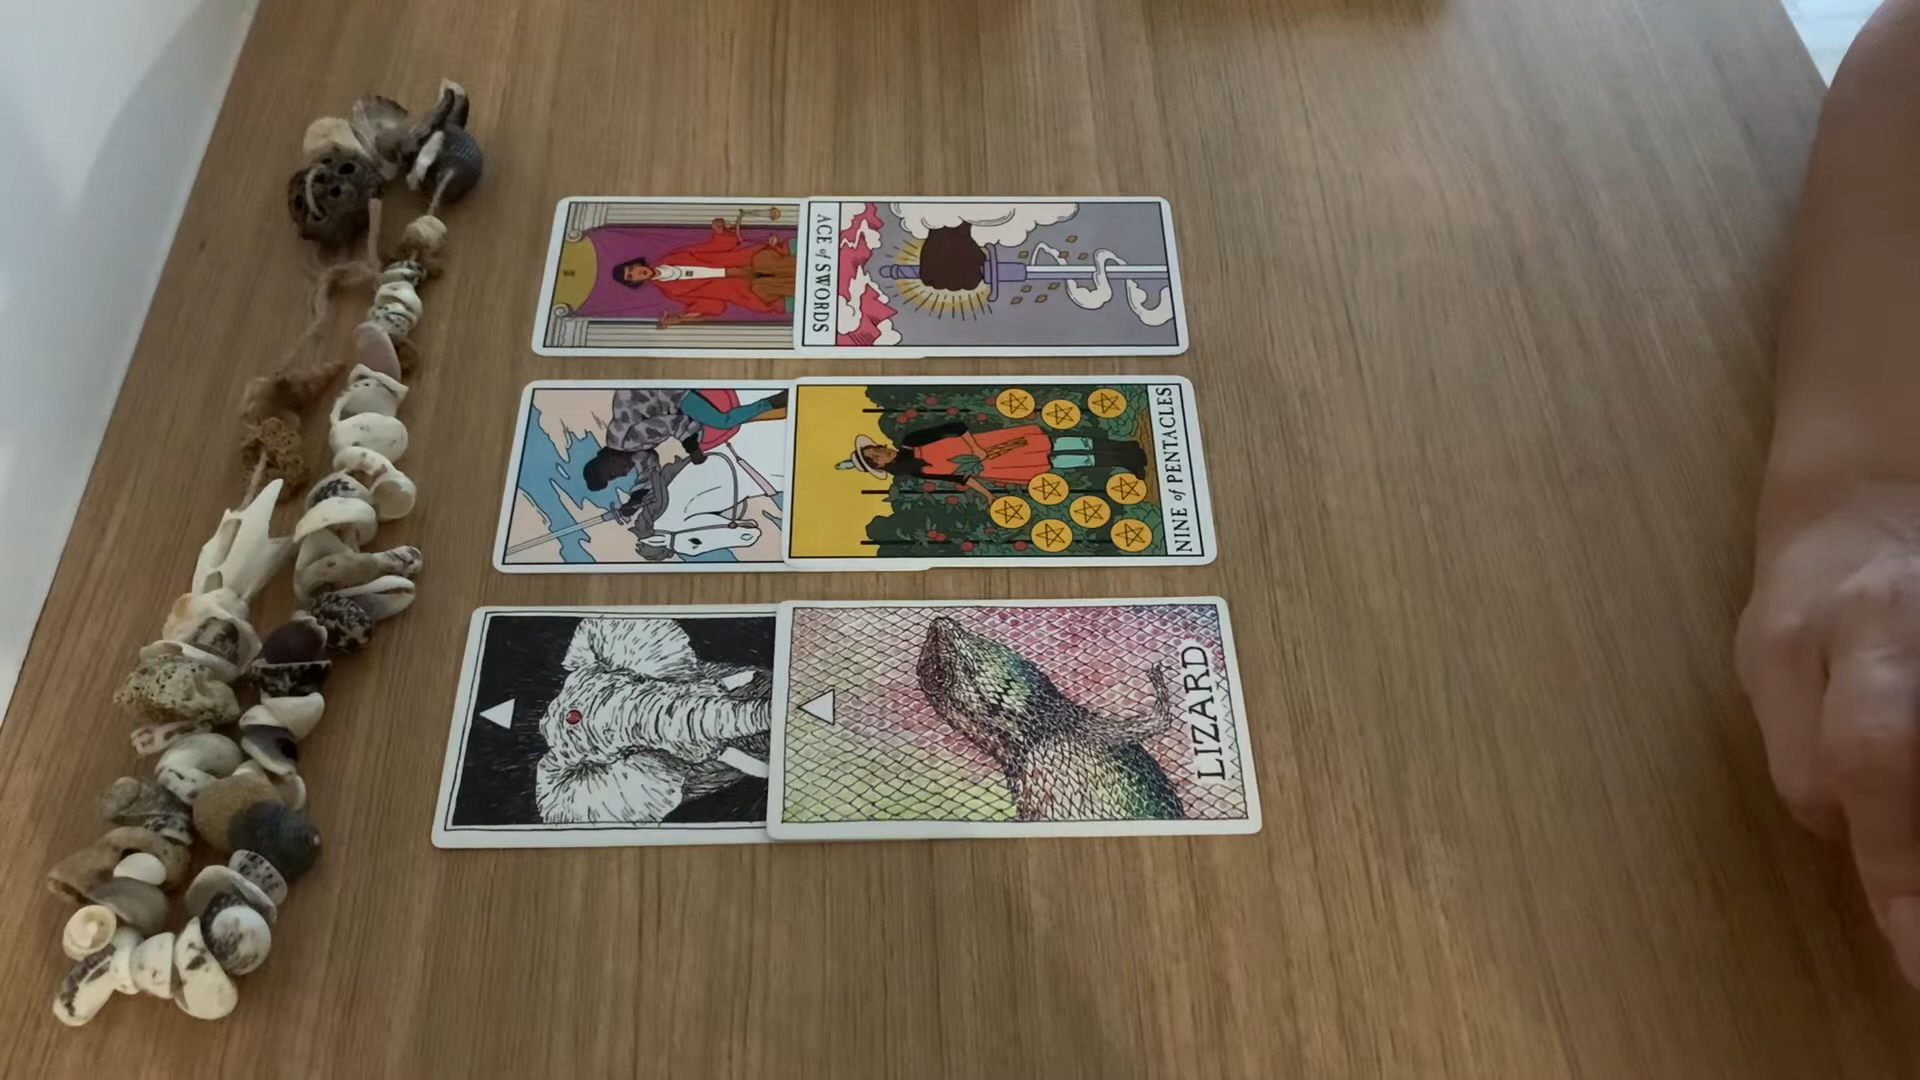 ACE of SWORDS
NINE of PENTACLES
LIZARD